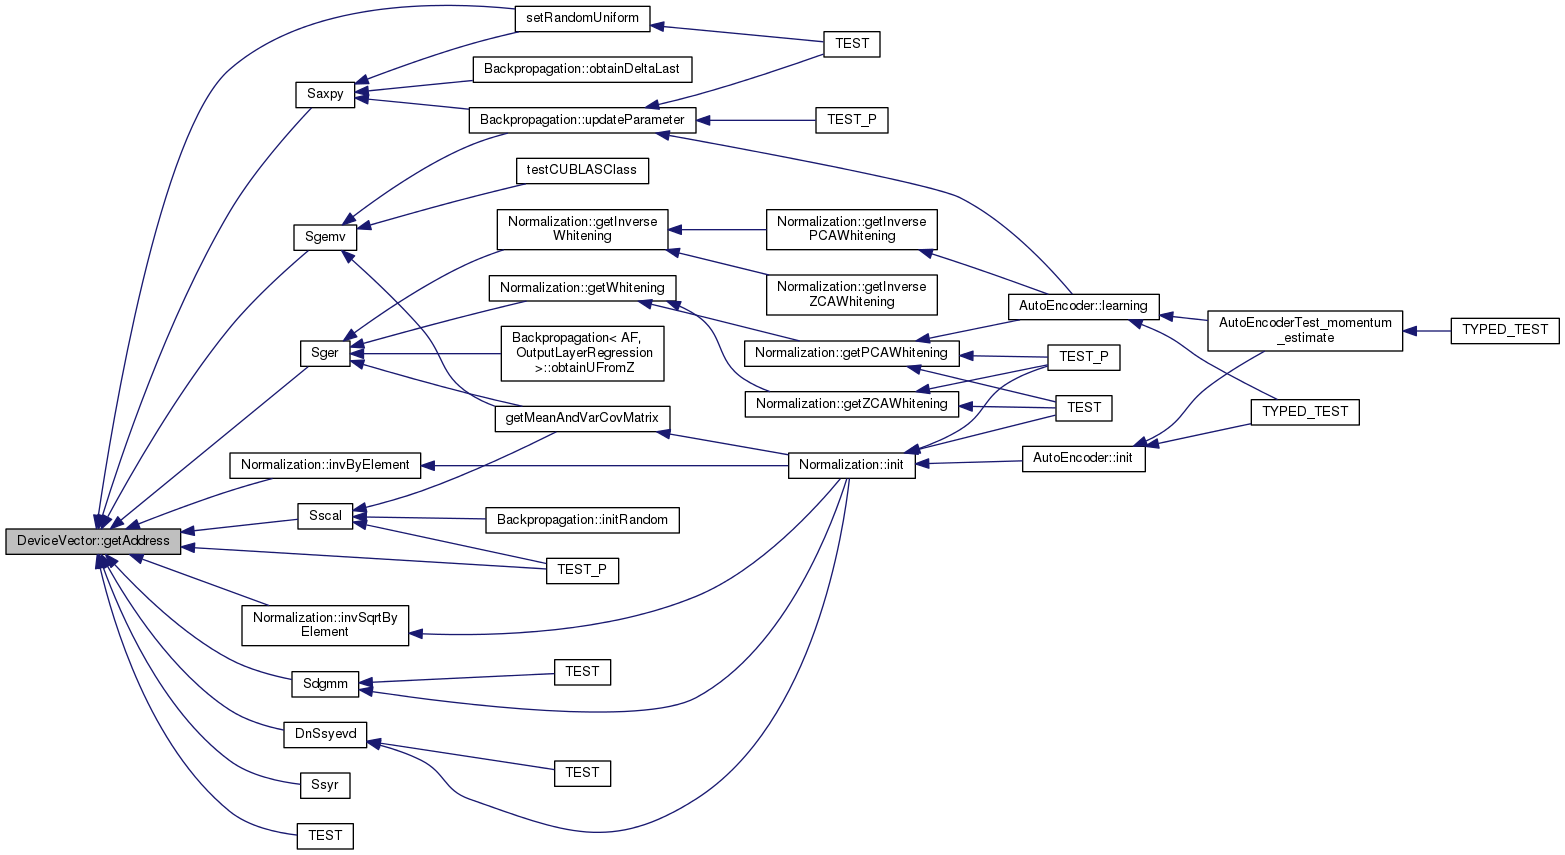 setRandomUniform
TEST
Backpropagation::obtainDeltaLast
Saxpy
Backpropagation::updateParameter
TEST_P
testCUBLASClass
Sgemv
Normalization::getInverse
Whitening
Normalization::getInverse
PCAWhitening
Normalization::getWhitening
Normalization::getInverse
ZCAWhitening
AutoEncoder::learning
AutoEncoderTest_momentum
_estimate
TYPED_TEST
Sger
Backpropagation< AF,
OutputLayerRegression
>::obtainUFromZ
Normalization::getPCAWhitening
TEST_P
Normalization::getZCAWhitening
TEST
TYPED_TEST
getMeanAndVarCovMatrix
Normalization::invByElement
Normalization::init
AutoEncoder::init
Sscal
Backpropagation::initRandom
DeviceVector::getAddress
TEST_P
Normalization::invSqrtBy
Element
Sdgmm
TEST
DnSsyevd
TEST
Ssyr
TEST